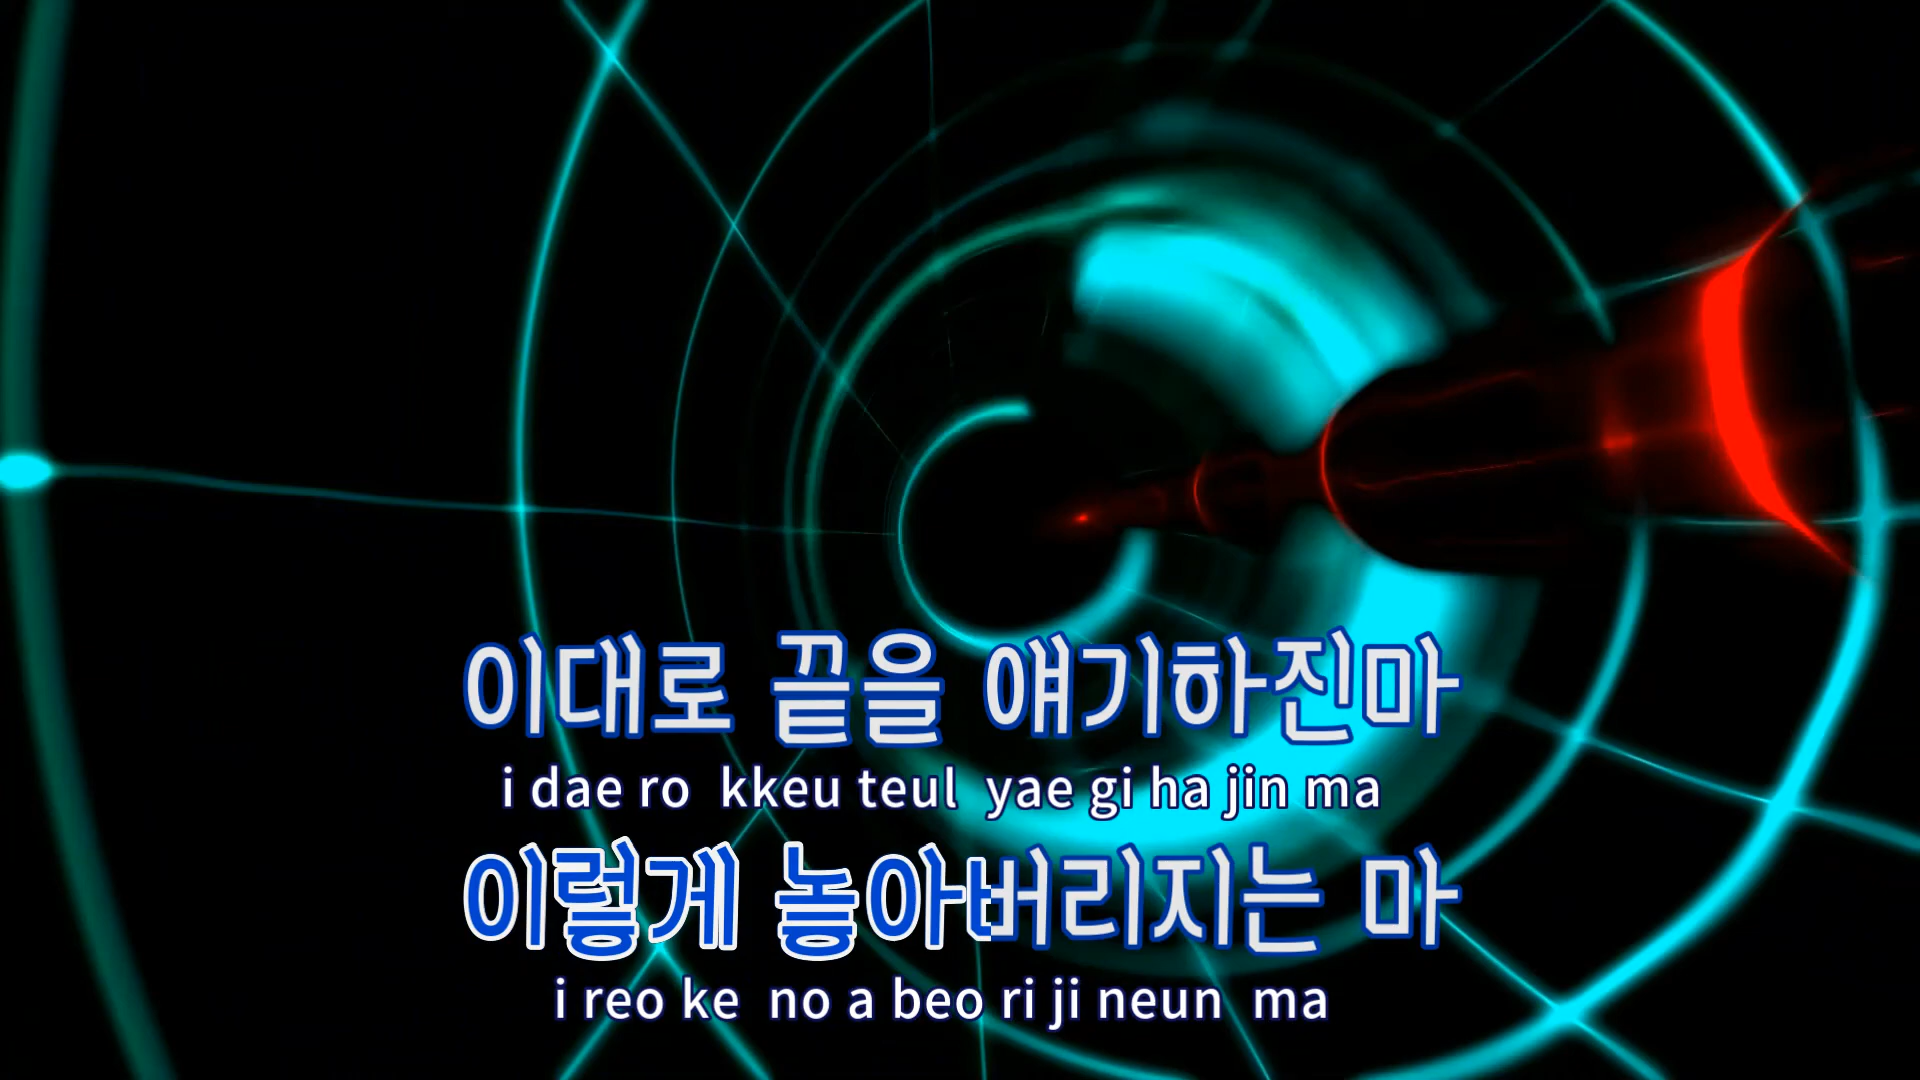 이대로 끝을 얘기하진마
i dae ro kkeu teul yae gi ha jin ma
이렇게 놓아버리지는 마
i reo ke no a beo ri ji neun ma